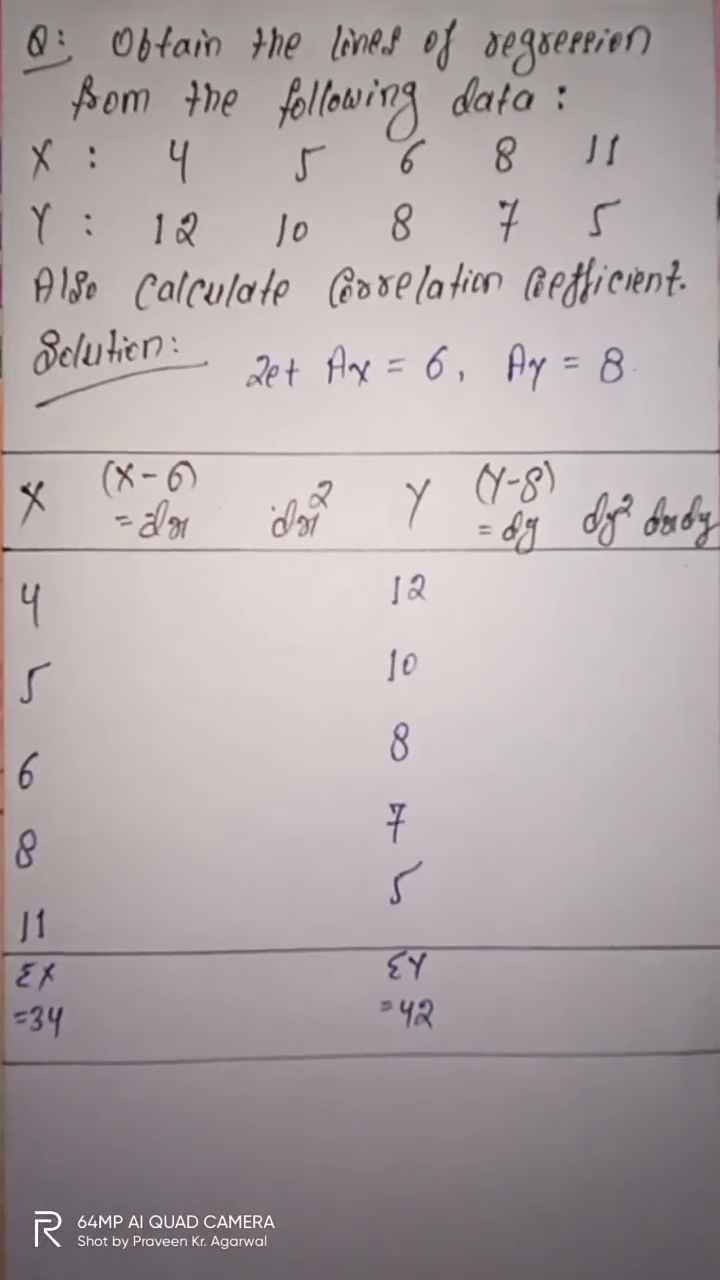 Q: Obtain the lines of regression
from the following data :
X : 4 5 6 8 11
Y : 12 10 8 7 5
Also Calculate Correlation Coefficient.
Solution: Let Ax = 6, Ay = 8.
X (X-6) = dx dx² Y (Y-8) = dy dy² dxdy
4 12
5 10
6 8
8 7
11 5
ΣX =34 ΣY =42
R 64MP AI QUAD CAMERA
Shot by Praveen Kr. Agarwal